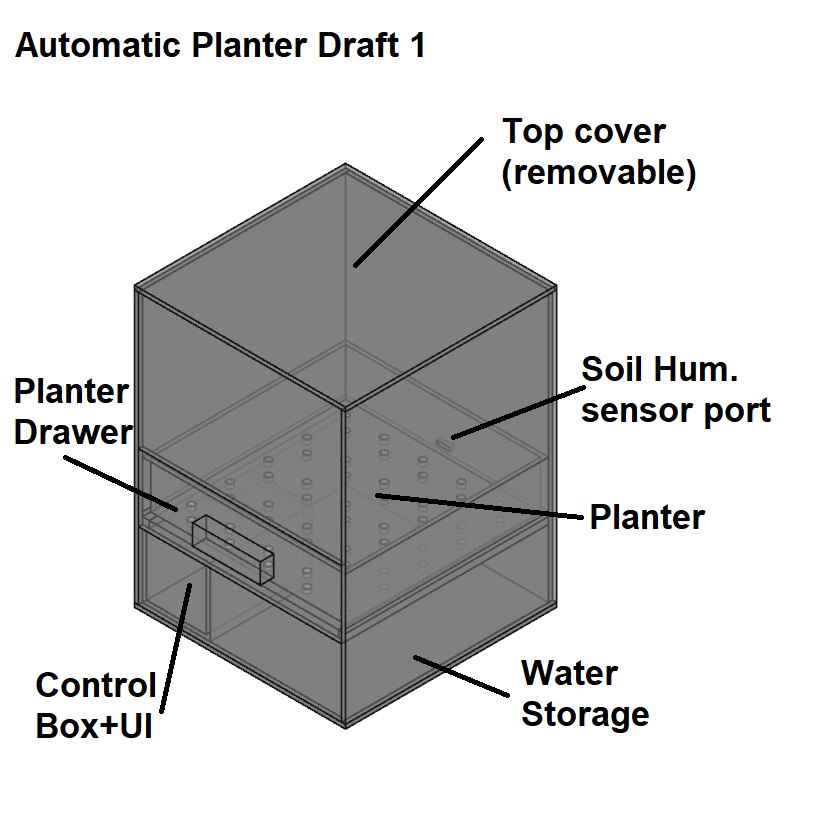 Automatic Planter Draft 1
Top cover
(removable)
Soil Hum.
sensor port
Planter
Drawer
Planter
Control
Box+UI
Water
Storage